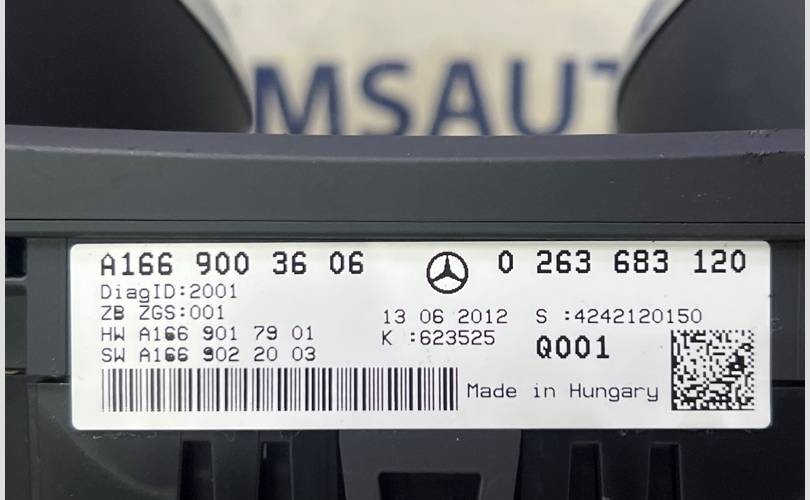 MSAUT
A166 900 36 06 0 263 683 120
DiagID:2001
ZB ZGS:001
13 06 2012 S :4242120150
HW A166 901 79 01
K :623525
Q001
SW A166 902 20 03
Made in Hungary